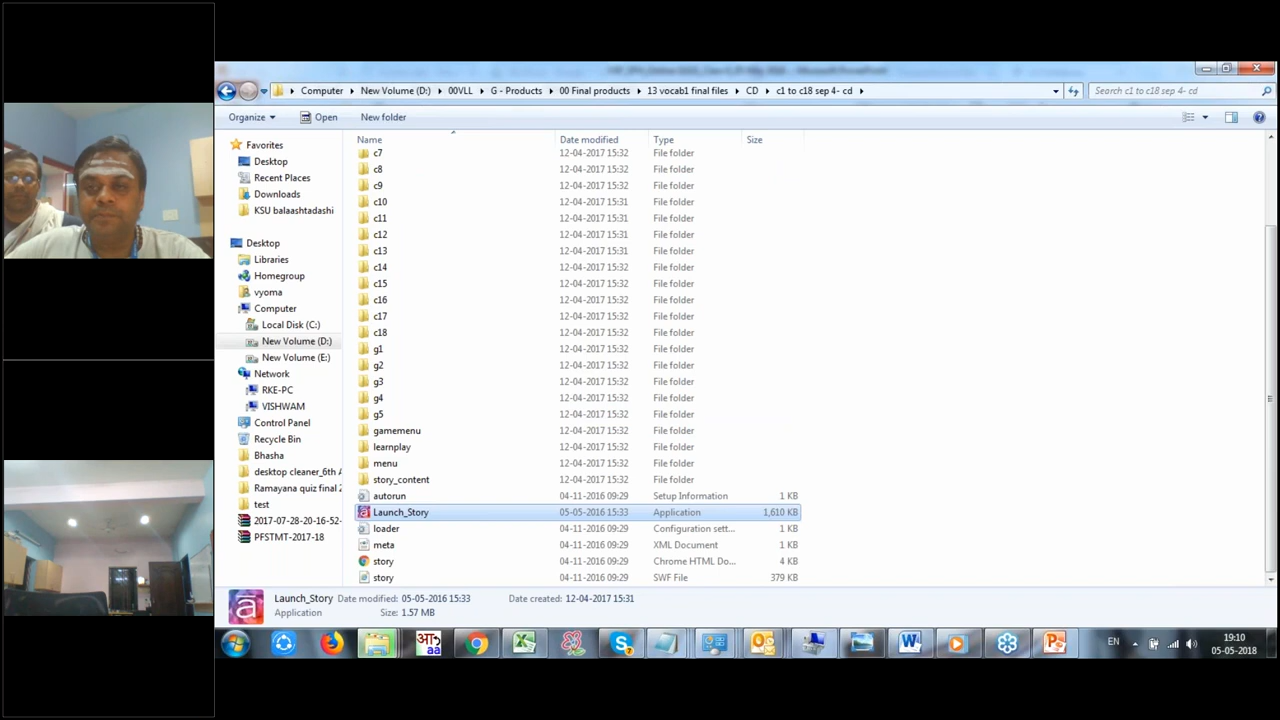 Computer ▸ New Volume (D:) ▸ 00VLL ▸ G - Products ▸ 00 Final products ▸ 13 vocab1 final files ▸ CD ▸ c1 to c18 sep 4- cd ▸
Search c1 to c18 sep 4- cd
Organize ▾ Open New folder
Name Date modified Type Size
c7 12-04-2017 15:32 File folder
c8 12-04-2017 15:32 File folder
c9 12-04-2017 15:32 File folder
c10 12-04-2017 15:31 File folder
c11 12-04-2017 15:31 File folder
c12 12-04-2017 15:31 File folder
c13 12-04-2017 15:31 File folder
c14 12-04-2017 15:32 File folder
c15 12-04-2017 15:32 File folder
c16 12-04-2017 15:32 File folder
c17 12-04-2017 15:32 File folder
c18 12-04-2017 15:32 File folder
g1 12-04-2017 15:32 File folder
g2 12-04-2017 15:32 File folder
g3 12-04-2017 15:32 File folder
g4 12-04-2017 15:32 File folder
g5 12-04-2017 15:32 File folder
gamemenu 12-04-2017 15:32 File folder
learnplay 12-04-2017 15:32 File folder
menu 12-04-2017 15:32 File folder
story_content 12-04-2017 15:32 File folder
autorun 04-11-2016 09:29 Setup Information 1 KB
Launch_Story 05-05-2016 15:33 Application 1,610 KB
loader 04-11-2016 09:29 Configuration sett... 1 KB
meta 04-11-2016 09:29 XML Document 1 KB
story 04-11-2016 09:29 Chrome HTML Do... 4 KB
story 04-11-2016 09:29 SWF File 379 KB
Favorites
Desktop
Recent Places
Downloads
KSU balaashtadashi
Desktop
Libraries
Homegroup
vyoma
Computer
Local Disk (C:)
New Volume (D:)
New Volume (E:)
Network
RKE-PC
VISHWAM
Control Panel
Recycle Bin
Bhasha
desktop cleaner_6th A
Ramayana quiz final 2
test
2017-07-28-20-16-52-
PFSTMT-2017-18
Launch_Story Date modified: 05-05-2016 15:33 Date created: 12-04-2017 15:31
Application Size: 1.57 MB
EN 19:10
05-05-2018